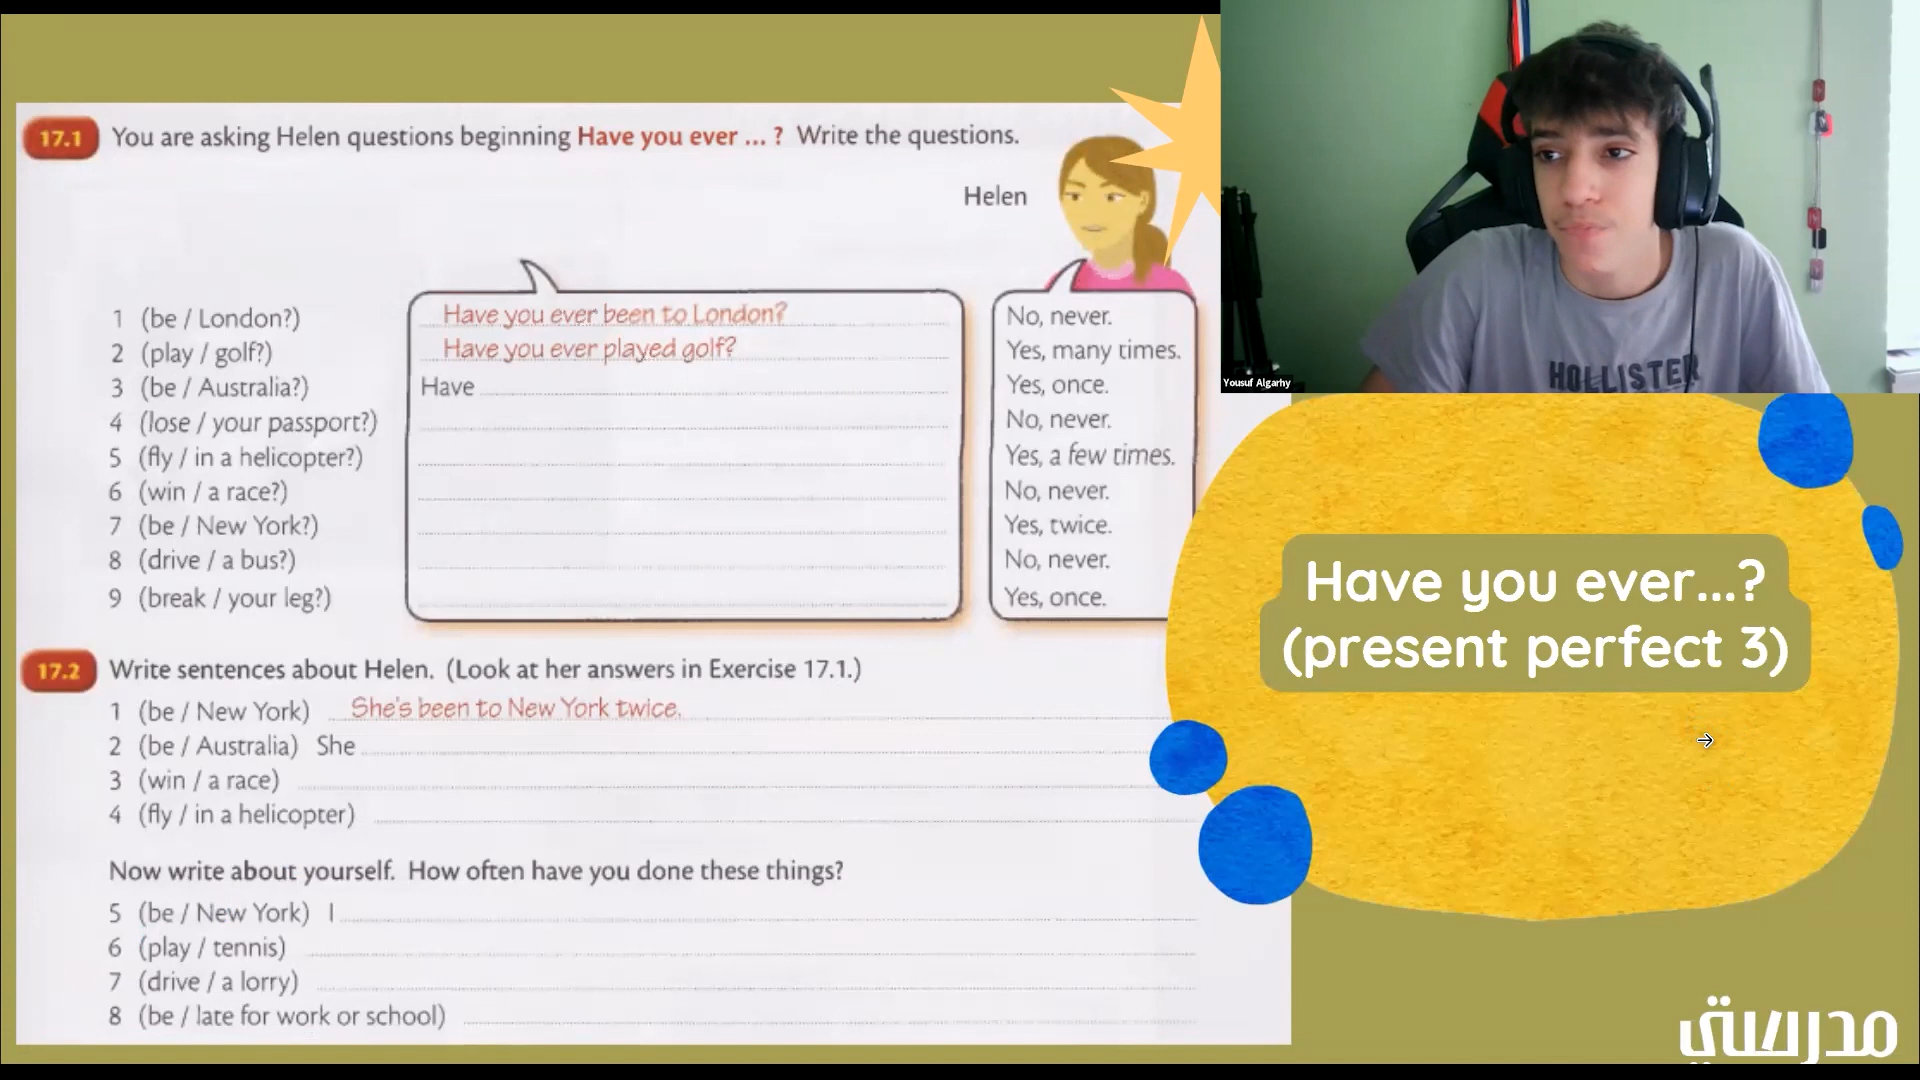 17.1 You are asking Helen questions beginning Have you ever ... ? Write the questions.
Helen
1 (be / London?) Have you ever been to London? No, never.
2 (play / golf?) Have you ever played golf? Yes, many times.
3 (be / Australia?) Have Yes, once.
4 (lose / your passport?) No, never.
5 (fly / in a helicopter?) Yes, a few times.
6 (win / a race?) No, never.
7 (be / New York?) Yes, twice.
8 (drive / a bus?) No, never.
9 (break / your leg?) Yes, once.
17.2 Write sentences about Helen. (Look at her answers in Exercise 17.1.)
1 (be / New York) She's been to New York twice.
2 (be / Australia) She
3 (win / a race)
4 (fly / in a helicopter)
Now write about yourself. How often have you done these things?
5 (be / New York) I
6 (play / tennis)
7 (drive / a lorry)
8 (be / late for work or school)
HOLLISTER
Yousuf Algarhy
Have you ever...?
(present perfect 3)
مدرستي